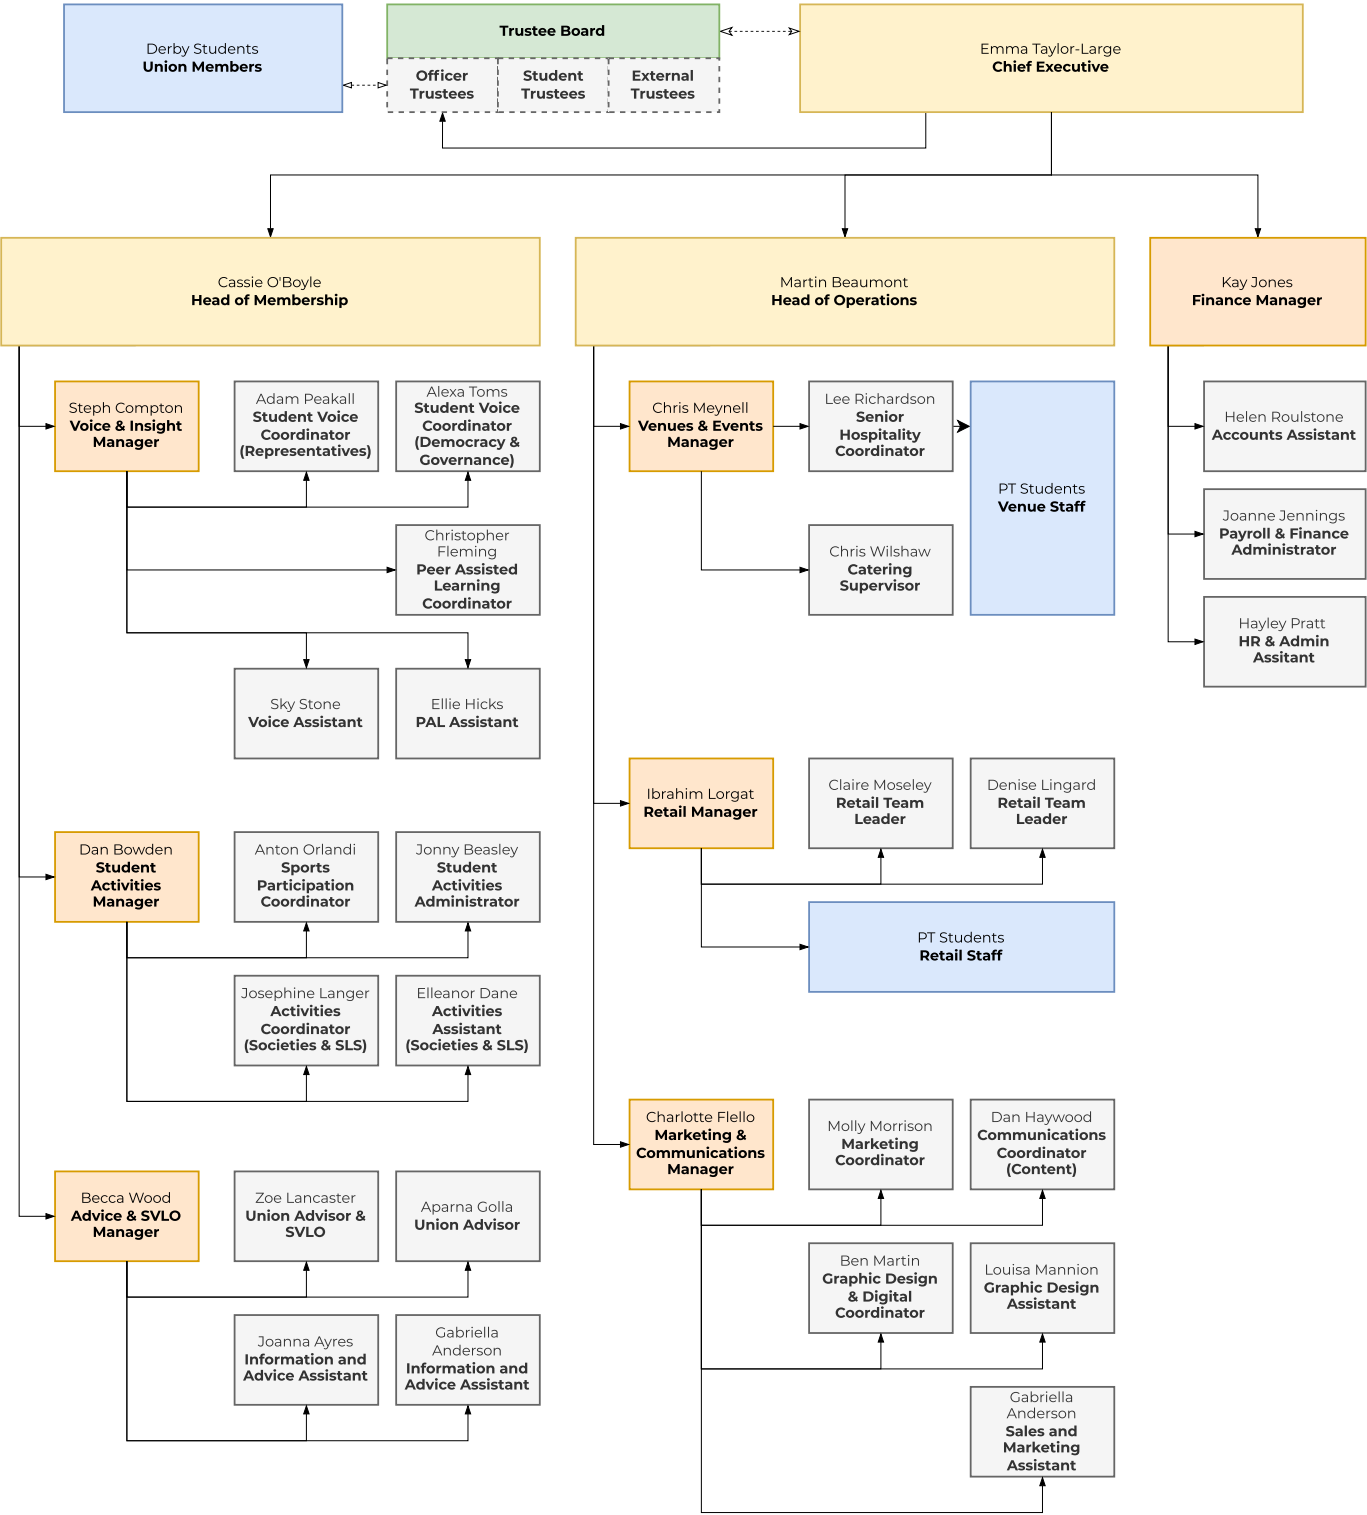 Derby Students
Union Members
Trustee Board
Officer
Trustees
Student
Trustees
External
Trustees
Emma Taylor-Large
Chief Executive
Cassie O'Boyle
Head of Membership
Martin Beaumont
Head of Operations
Kay Jones
Finance Manager
Steph Compton
Voice & Insight
Manager
Adam Peakall
Student Voice
Coordinator
(Representatives)
Alexa Toms
Student Voice
Coordinator
(Democracy &
Governance)
Christopher
Fleming
Peer Assisted
Learning
Coordinator
Sky Stone
Voice Assistant
Ellie Hicks
PAL Assistant
Dan Bowden
Student
Activities
Manager
Anton Orlandi
Sports
Participation
Coordinator
Jonny Beasley
Student
Activities
Administrator
Josephine Langer
Activities
Coordinator
(Societies & SLS)
Elleanor Dane
Activities
Assistant
(Societies & SLS)
Becca Wood
Advice & SVLO
Manager
Zoe Lancaster
Union Advisor &
SVLO
Aparna Golla
Union Advisor
Joanna Ayres
Information and
Advice Assistant
Gabriella
Anderson
Information and
Advice Assistant
Chris Meynell
Venues & Events
Manager
Lee Richardson
Senior
Hospitality
Coordinator
PT Students
Venue Staff
Chris Wilshaw
Catering
Supervisor
Ibrahim Lorgat
Retail Manager
Claire Moseley
Retail Team
Leader
Denise Lingard
Retail Team
Leader
PT Students
Retail Staff
Charlotte Flello
Marketing &
Communications
Manager
Molly Morrison
Marketing
Coordinator
Dan Haywood
Communications
Coordinator
(Content)
Ben Martin
Graphic Design
& Digital
Coordinator
Louisa Mannion
Graphic Design
Assistant
Gabriella
Anderson
Sales and
Marketing
Assistant
Helen Roulstone
Accounts Assistant
Joanne Jennings
Payroll & Finance
Administrator
Hayley Pratt
HR & Admin
Assitant